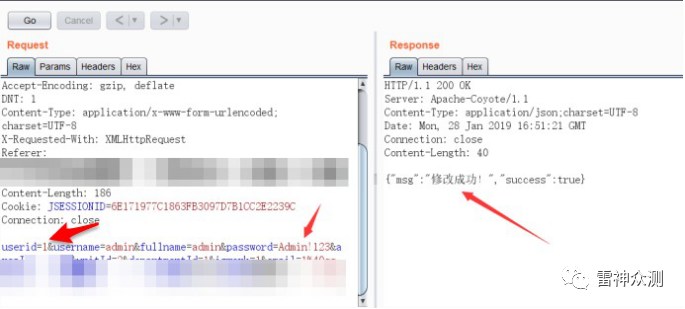 Go Cancel < >
Request
Raw Params Headers Hex
Accept-Encoding: gzip, deflate
DNT: 1
Content-Type: application/x-www-form-urlencoded;
charset=UTF-8
X-Requested-With: XMLHttpRequest
Referer:
Content-Length: 186
Cookie: JSESSIONID=6E171977C1863FB3097D7B1CC2E2239C
Connection: close
userid=1&username=admin&fullname=admin&password=Admin!123&a
Response
Raw Headers Hex
HTTP/1.1 200 OK
Server: Apache-Coyote/1.1
Content-Type: application/json;charset=UTF-8
Date: Mon, 28 Jan 2019 16:51:21 GMT
Connection: close
Content-Length: 40
{"msg":"修改成功！","success":true}
雷神众测